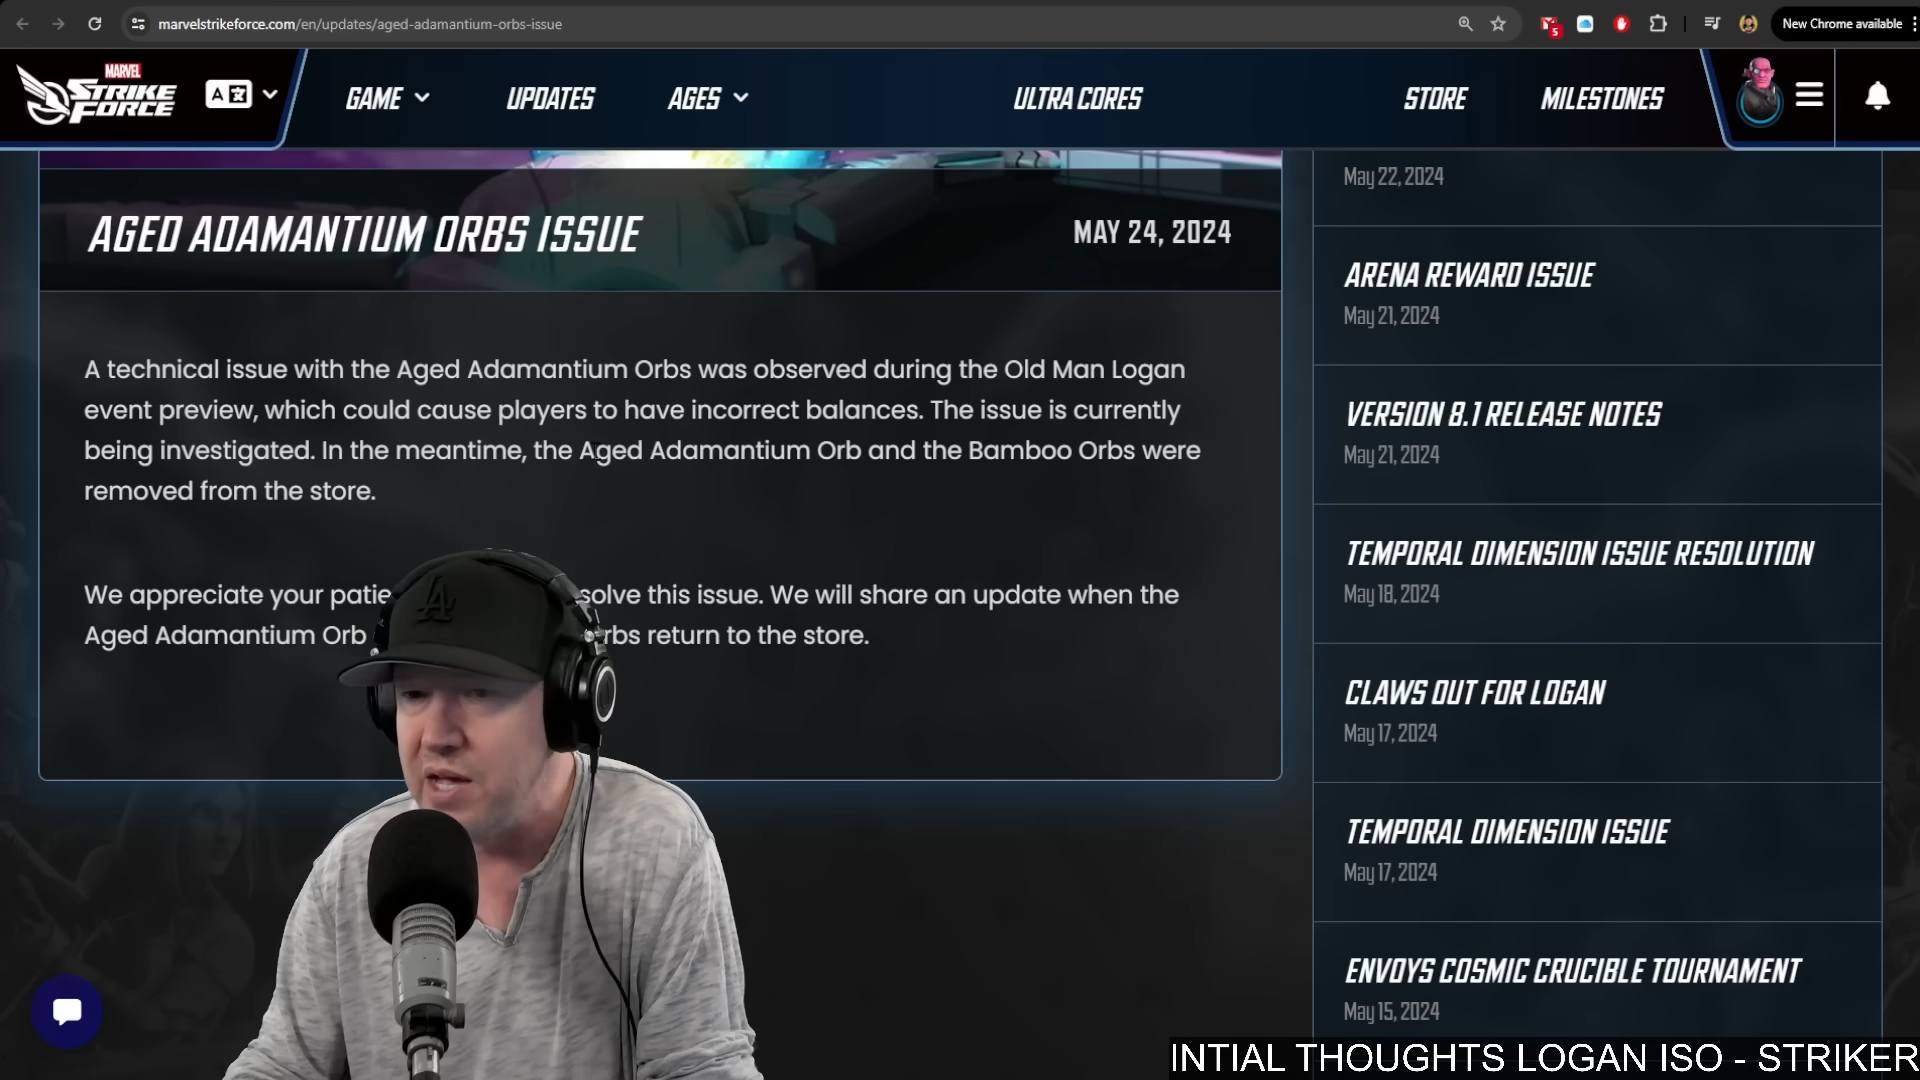 marvelstrikeforce.com/en/updates/aged-adamantium-orbs-issue
5
New Chrome available
MARVEL
STRIKE
FORCE
A
GAME
UPDATES
AGES
ULTRA CORES
STORE
MILESTONES
AGED ADAMANTIUM ORBS ISSUE
MAY 24, 2024
A technical issue with the Aged Adamantium Orbs was observed during the Old Man Logan
event preview, which could cause players to have incorrect balances. The issue is currently
being investigated. In the meantime, the Aged Adamantium Orb and the Bamboo Orbs were
removed from the store.
We appreciate your patie solve this issue. We will share an update when the
Aged Adamantium Orb rbs return to the store.
May 22, 2024
ARENA REWARD ISSUE
May 21, 2024
VERSION 8.1 RELEASE NOTES
May 21, 2024
TEMPORAL DIMENSION ISSUE RESOLUTION
May 18, 2024
CLAWS OUT FOR LOGAN
May 17, 2024
TEMPORAL DIMENSION ISSUE
May 17, 2024
ENVOYS COSMIC CRUCIBLE TOURNAMENT
May 15, 2024
INTIAL THOUGHTS LOGAN ISO - STRIKER